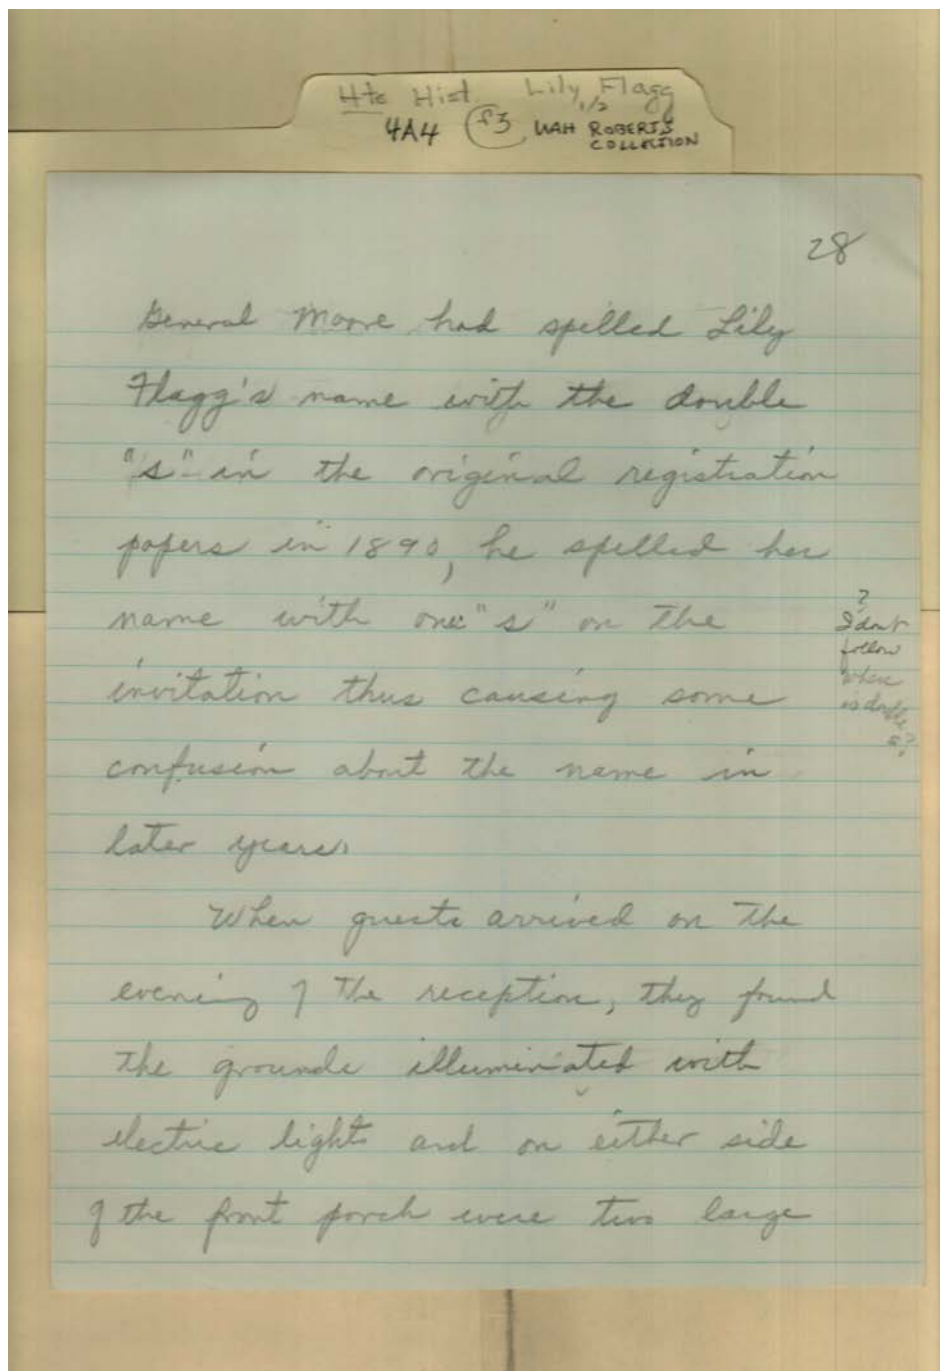 Hts Hist. Lily Flagg
1/2
4A4 f3 UAH ROBERTS
COLLECTION
28
General Moore had spelled Lily
Flagg's name with the double
"s" in the original registration
papers in 1890, he spelled her
name with one "s" on the
invitation thus causing some
confusion about the name in
later years.
When guests arrived on the
evening of the reception, they found
the grounds illuminated with
electric lights and on either side
of the front porch were two large
?
I don't
follow
where
is double
s?